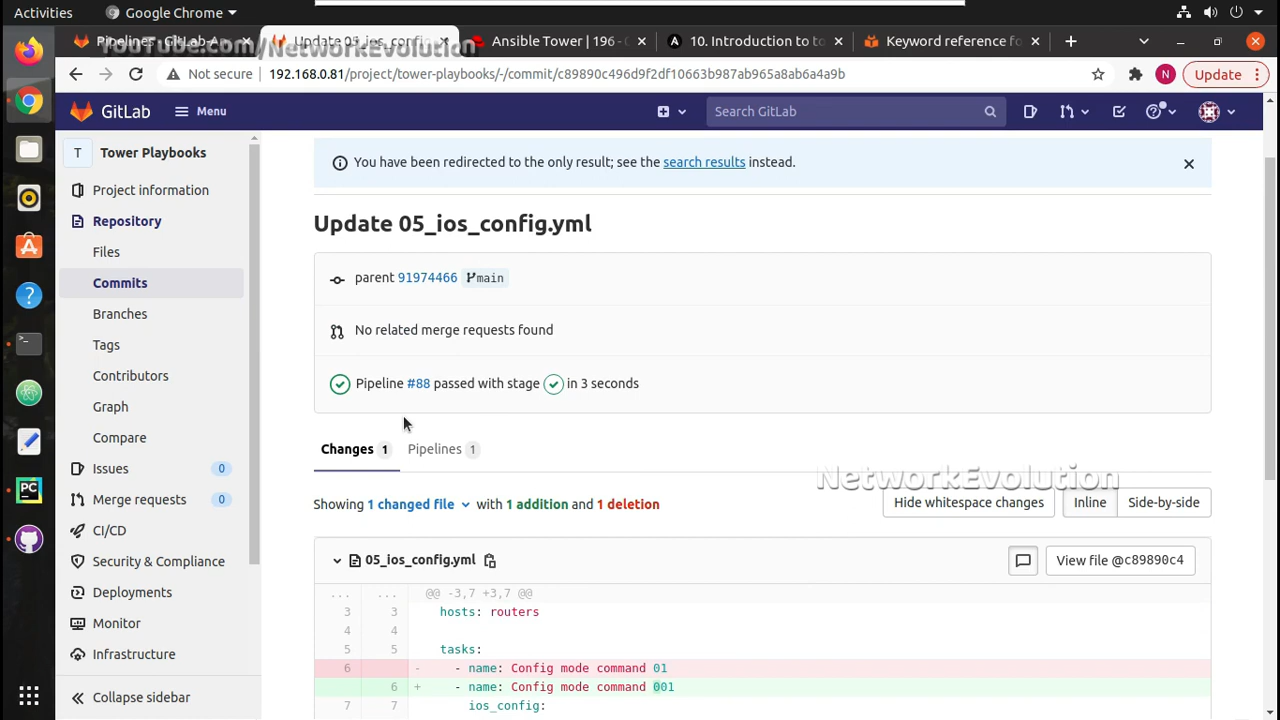 Activities
Google Chrome
YouTube.com/NetworkEvolution
Pipelines · GitLab-An
Update 05_ios_config
Ansible Tower | 196 -
10. Introduction to to
Keyword reference fo
Not secure
192.168.0.81/project/tower-playbooks/-/commit/c89890c496d9f2df10663b987ab965a8ab6a4a9b
N
Update
GitLab
Menu
Search GitLab
T
Tower Playbooks
Project information
Repository
Files
Commits
Branches
Tags
Contributors
Graph
Compare
Issues
0
Merge requests
0
CI/CD
Security & Compliance
Deployments
Monitor
Infrastructure
Collapse sidebar
You have been redirected to the only result; see the search results instead.
Update 05_ios_config.yml
parent 91974466 main
No related merge requests found
Pipeline #88 passed with stage in 3 seconds
Changes 1
Pipelines 1
NetworkEvolution
Showing 1 changed file with 1 addition and 1 deletion
Hide whitespace changes
Inline
Side-by-side
05_ios_config.yml
View file @c89890c4
... ... @@ -3,7 +3,7 @@
3 3 hosts: routers
4 4
5 5 tasks:
6 - - name: Config mode command 01
6 + - name: Config mode command 001
7 7 ios_config: